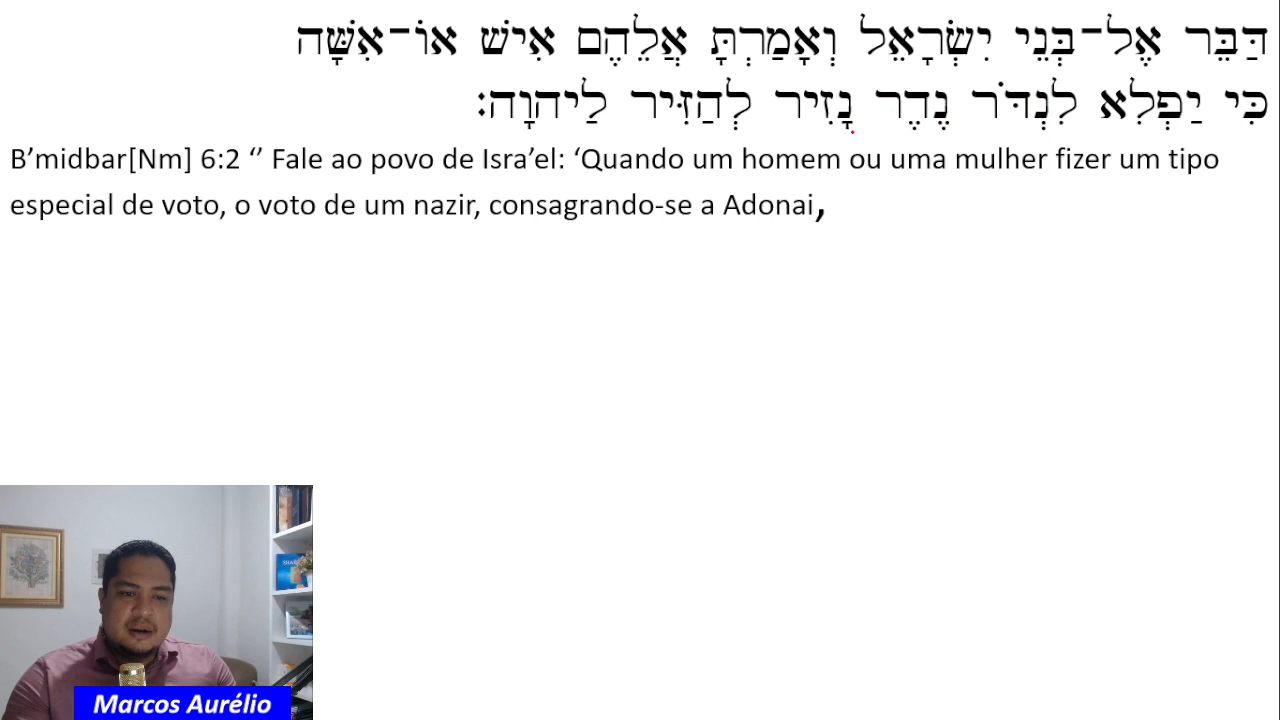 דַּבֵּר אֶל־בְּנֵי יִשְׂרָאֵל וְאָמַרְתָּ אֲלֵהֶם אִישׁ אוֹ־אִשָּׁה
כִּי יַפְלִא לִנְדֹּר נֶדֶר נָזִיר לְהַזִּיר לַיהוָה׃
B’midbar[Nm] 6:2 ‘’ Fale ao povo de Isra’el: ‘Quando um homem ou uma mulher fizer um tipo
especial de voto, o voto de um nazir, consagrando-se a Adonai,
Marcos Aurélio